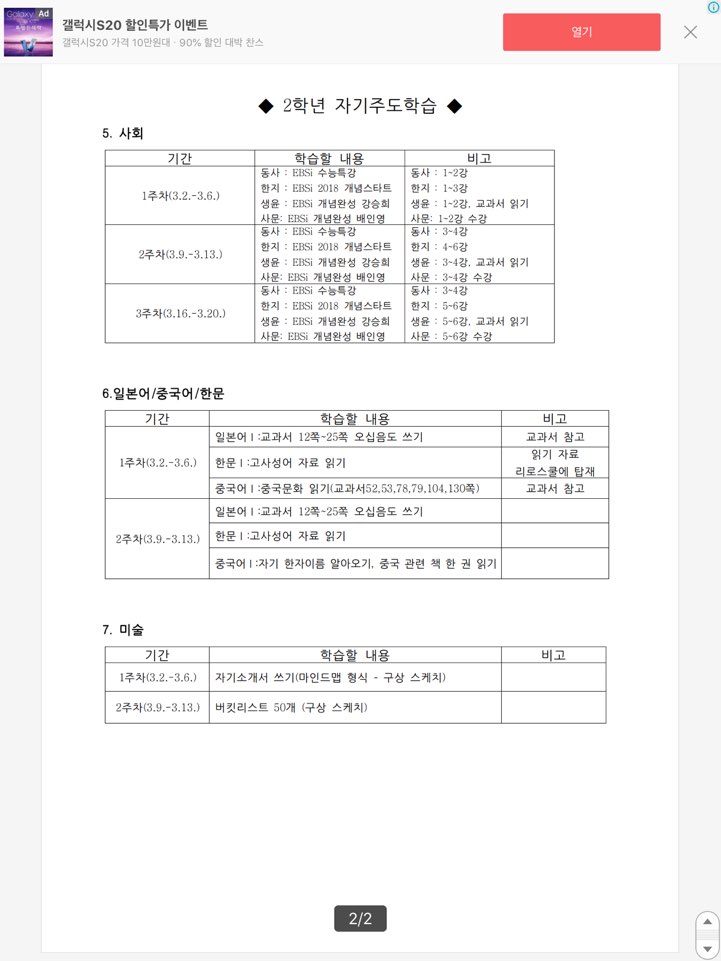 Galaxy Ad
갤럭시S20 할인특가 이벤트
갤럭시S20 가격 10만원대 · 90% 할인 대박 찬스
열기
◆ 2학년 자기주도학습 ◆
5. 사회
기간 학습할 내용 비고
1주차(3.2.-3.6.)
동사 : EBSi 수능특강 동사 : 1~2강
한지 : EBSi 2018 개념스타트 한지 : 1~3강
생윤 : EBSi 개념완성 강승희 생윤 : 1~2강, 교과서 읽기
사문: EBSi 개념완성 배인영 사문: 1~2강 수강
2주차(3.9.-3.13.)
동사 : EBSi 수능특강 동사 : 3~4강
한지 : EBSi 2018 개념스타트 한지 : 4~6강
생윤 : EBSi 개념완성 강승희 생윤 : 3~4강, 교과서 읽기
사문: EBSi 개념완성 배인영 사문 : 3~4강 수강
3주차(3.16.-3.20.)
동사 : EBSi 수능특강 동사 : 3~4강
한지 : EBSi 2018 개념스타트 한지 : 5~6강
생윤 : EBSi 개념완성 강승희 생윤 : 5~6강, 교과서 읽기
사문: EBSi 개념완성 배인영 사문 : 5~6강 수강
6.일본어/중국어/한문
기간 학습할 내용 비고
1주차(3.2.-3.6.)
일본어Ⅰ:교과서 12쪽~25쪽 오십음도 쓰기 교과서 참고
한문Ⅰ:고사성어 자료 읽기 읽기 자료
리로스쿨에 탑재
중국어Ⅰ:중국문화 읽기(교과서52,53,78,79,104,130쪽) 교과서 참고
2주차(3.9.-3.13.)
일본어Ⅰ:교과서 12쪽~25쪽 오십음도 쓰기
한문Ⅰ:고사성어 자료 읽기
중국어Ⅰ:자기 한자이름 알아오기, 중국 관련 책 한 권 읽기
7. 미술
기간 학습할 내용 비고
1주차(3.2.-3.6.) 자기소개서 쓰기(마인드맵 형식 - 구상 스케치)
2주차(3.9.-3.13.) 버킷리스트 50개 (구상 스케치)
2/2